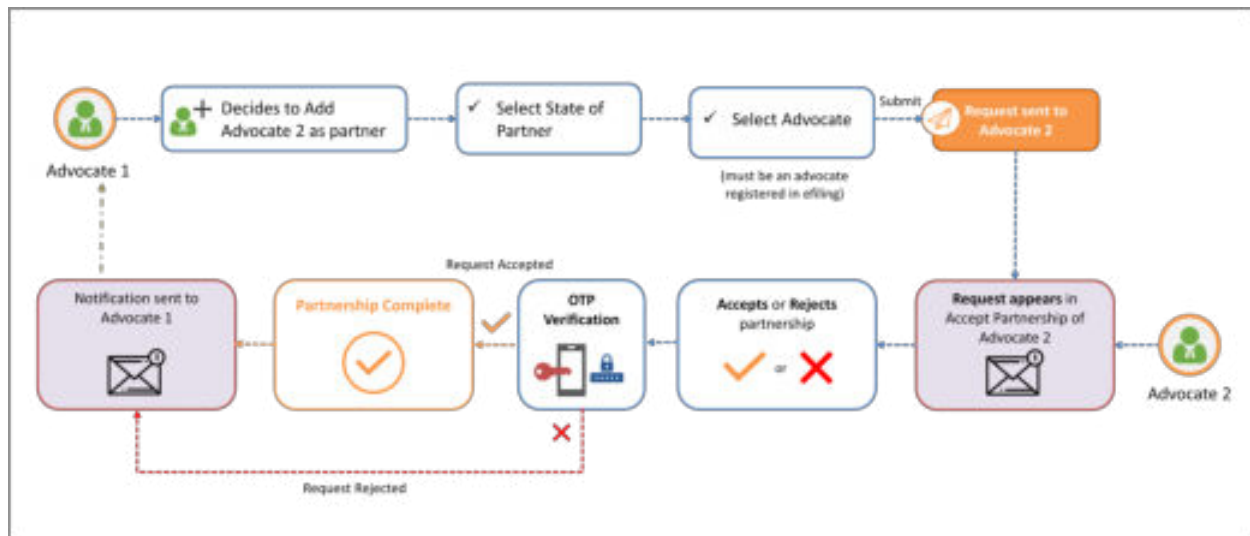 Decides to Add
Advocate 2 as partner
Select State of
Partner
Select Advocate
Submit
Request sent to
Advocate 2
Advocate 1
(must be an advocate
registered in efiling)
Request Accepted
Notification sent to
Advocate 1
Partnership Complete
OTP
Verification
Accepts or Rejects
partnership
or
Request appears in
Accept Partnership of
Advocate 2
Advocate 2
Request Rejected